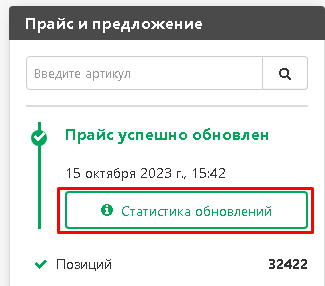 Прайс и предложение
Введите артикул
Прайс успешно обновлен
15 октября 2023 г., 15:42
Статистика обновлений
Позиций 32422